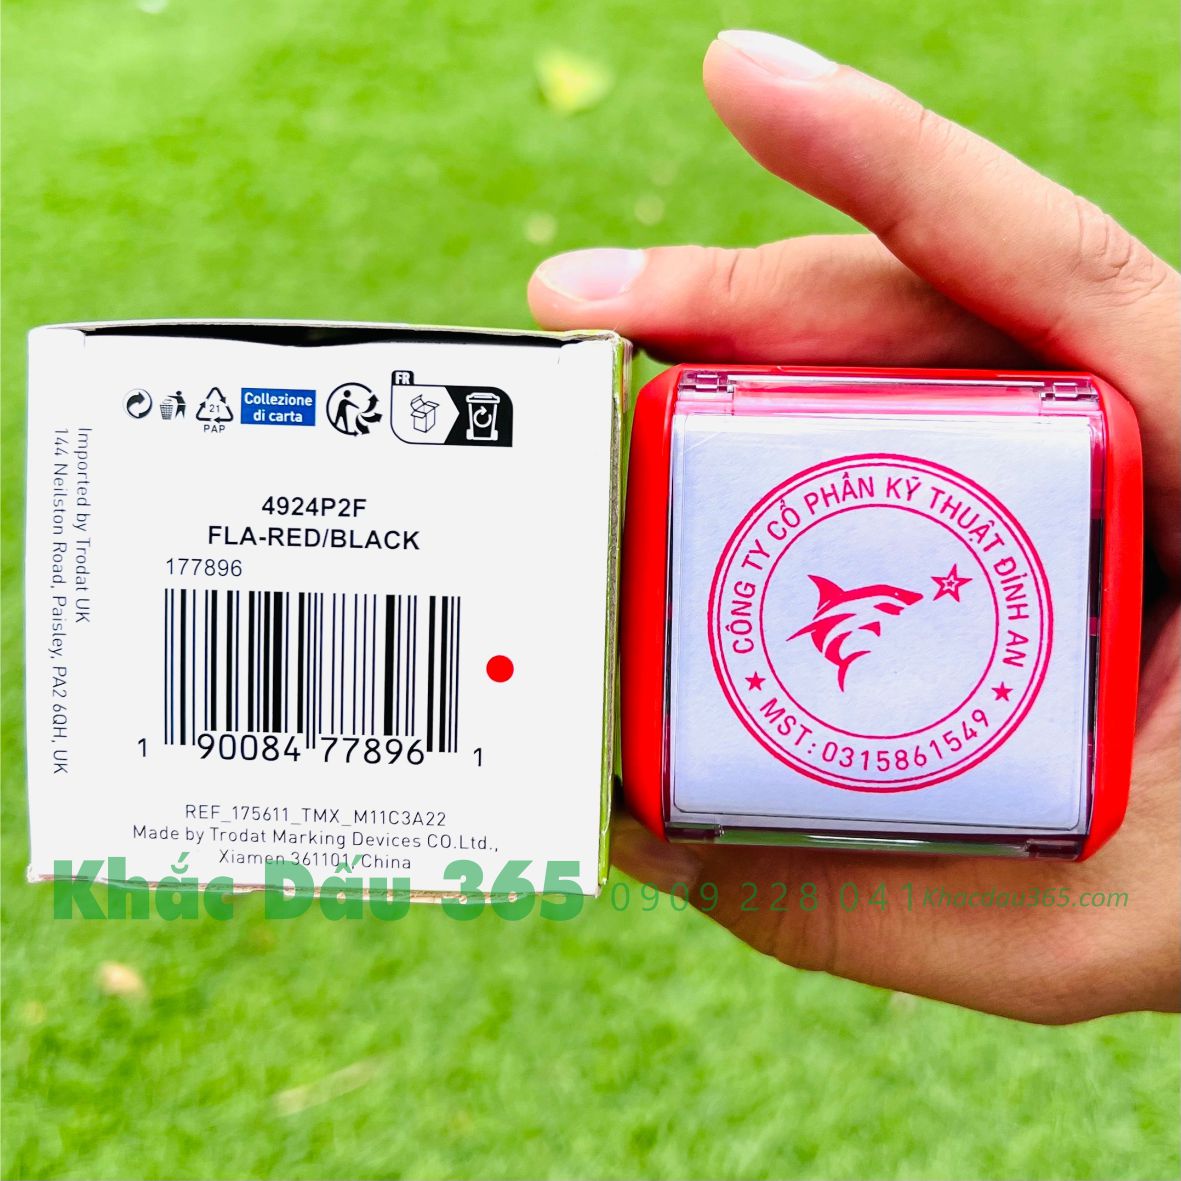 FR
21
PAP
Collezione
di carta
Imported by Trodat UK
144 Neilston Road, Paisley, PA2 6QH, UK
4924P2F
FLA-RED/BLACK
177896
1 90084 77896 1
REF_175611_TMX_M11C3A22
Made by Trodat Marking Devices CO.Ltd.,
Xiamen 361101, China
CÔNG TY CỔ PHẦN KỸ THUẬT ĐÌNH AN
★ MST: 0315861549 ★
Khắc Dấu 365 0909 228 041 Khacdau365.com